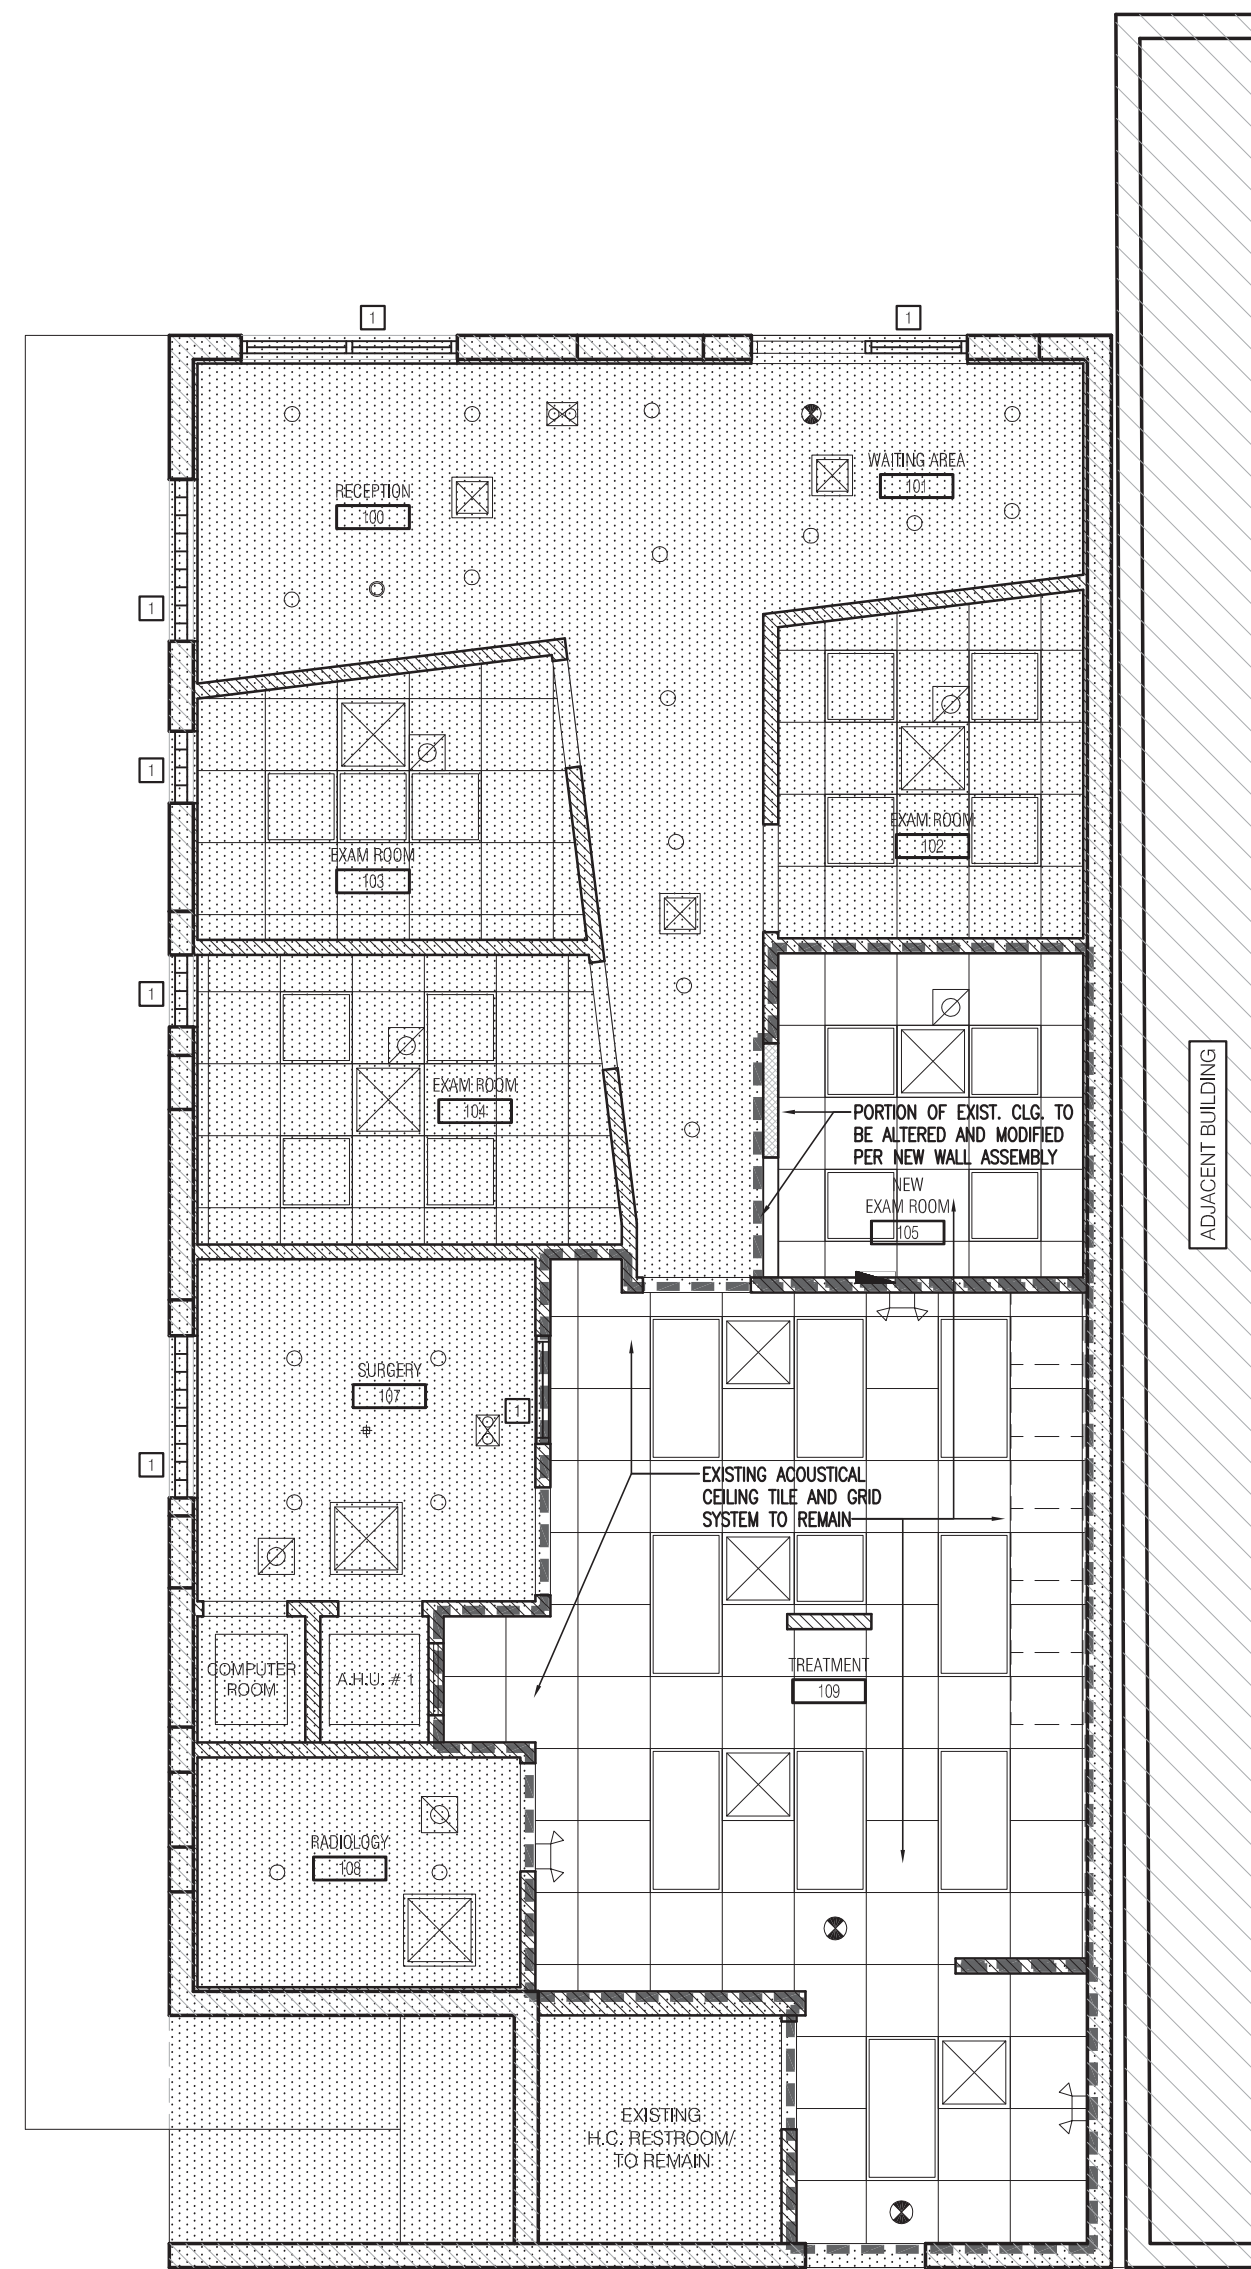 1
1
WAITING AREA
101
RECEPTION
100
1
1
EXAM ROOM
102
EXAM ROOM
103
1
EXAM ROOM
104
PORTION OF EXIST. CLG. TO
BE ALTERED AND MODIFIED
PER NEW WALL ASSEMBLY
NEW
EXAM ROOM
105
ADJACENT BUILDING
SURGERY
107
1
1
EXISTING ACOUSTICAL
CEILING TILE AND GRID
SYSTEM TO REMAIN
COMPUTER
ROOM
A.H.U. # 1
TREATMENT
109
RADIOLOGY
108
EXISTING
H.C. RESTROOM/
TO REMAIN